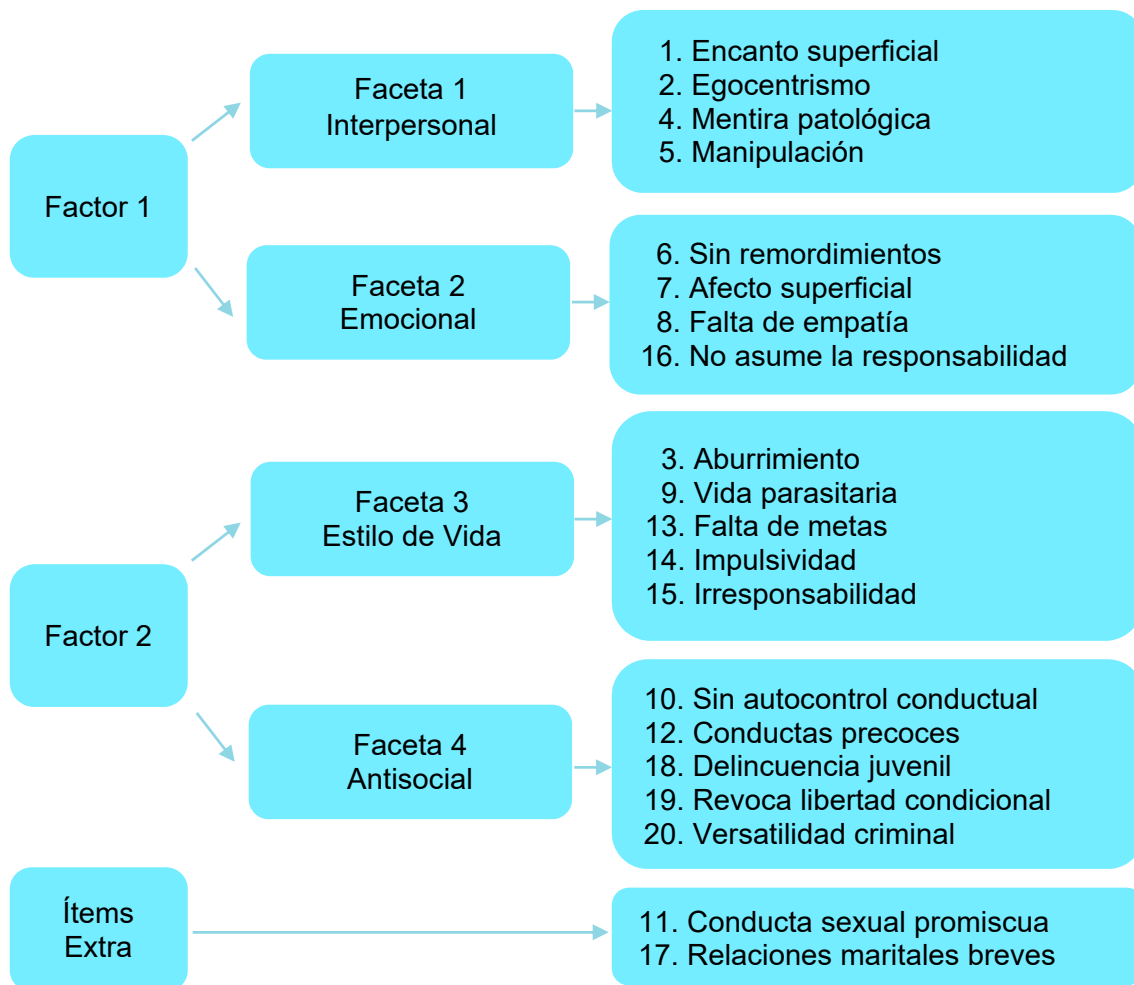 Factor 1
Faceta 1
Interpersonal
1. Encanto superficial
2. Egocentrismo
4. Mentira patológica
5. Manipulación
Faceta 2
Emocional
6. Sin remordimientos
7. Afecto superficial
8. Falta de empatía
16. No asume la responsabilidad
Factor 2
Faceta 3
Estilo de Vida
3. Aburrimiento
9. Vida parasitaria
13. Falta de metas
14. Impulsividad
15. Irresponsabilidad
Faceta 4
Antisocial
10. Sin autocontrol conductual
12. Conductas precoces
18. Delincuencia juvenil
19. Revoca libertad condicional
20. Versatilidad criminal
Ítems
Extra
11. Conducta sexual promiscua
17. Relaciones maritales breves